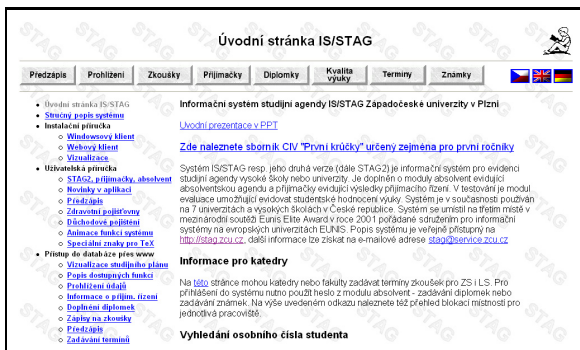 Úvodní stránka IS/STAG
Předzápis
Prohlížení
Zkoušky
Přijímačky
Diplomky
Kvalita
výuky
Termíny
Známky
Úvodní stránka IS/STAG
Stručný popis systému
Instalační příručka
Windowsový klient
Webový klient
Vizualizace
Uživatelská příručka
STAG2, přijímačky, absolvent
Novinky v aplikaci
Předzápis
Zdravotní pojišťovny
Důchodové pojištění
Animace funkcí systému
Speciální znaky pro TeX
Přístup do databáze přes www
Vizualizace studijního plánu
Popis dostupných funkcí
Prohlížení údajů
Informace o přijím. řízení
Doplnění diplomek
Zápisy na zkoušky
Předzápis
Zadávání termínů
Informační systém studijní agendy IS/STAG Západočeské univerzity v Plzni
Úvodní prezentace v PPT
Zde naleznete sborník CIV "První krůčky" určený zejména pro první ročníky
Systém IS/STAG resp. jeho druhá verze (dále STAG2) je informační systém pro evidenci
studijní agendy vysoké školy nebo univerzity. Je doplněn o moduly absolvent evidující
absolventskou agendu a přijímačky evidující výsledky přijímacího řízení. V testování je modul
evaluace umožňující evidovat studentské hodnocení výuky. Systém je v současnosti používán
na 7 univerzitách a vysokých školách v České republice. Systém se umístil na třetím místě v
mezinárodní soutěži Eunis Elite Award v roce 2001 pořádané sdružením pro informační
systémy na evropských univerzitách EUNIS. Popis systému je veřejně přístupný na
http://stag.zcu.cz, další informace lze získat na e-mailové adrese stag@service.zcu.cz
Informace pro katedry
Na této stránce mohou katedry nebo fakulty zadávat termíny zkoušek pro ZS i LS. Pro
přihlášení do systému nutno použít heslo z modulu absolvent - zadávání diplomek nebo
zadávání známek. Na výše uvedeném odkazu naleznete též přehled blokací místností pro
jednotlivá pracoviště.
Vyhledání osobního čísla studenta